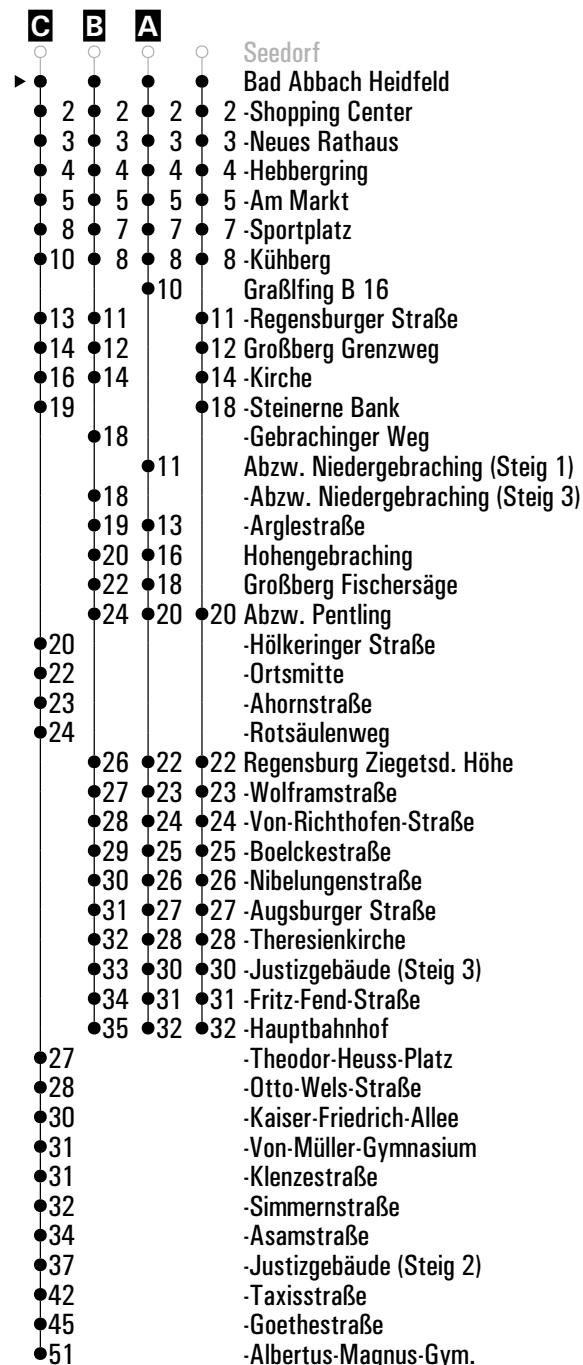 C B A
Seedorf
Bad Abbach Heidfeld
2 2 2 2 -Shopping Center
3 3 3 3 -Neues Rathaus
4 4 4 4 -Hebbergring
5 5 5 5 -Am Markt
8 7 7 7 -Sportplatz
10 8 8 8 -Kühberg
10 Graßlfing B 16
13 11 11 -Regensburger Straße
14 12 12 Großberg Grenzweg
16 14 14 -Kirche
19 18 -Steinerne Bank
18 -Gebrachinger Weg
11 Abzw. Niedergebraching (Steig 1)
18 -Abzw. Niedergebraching (Steig 3)
19 13 -Arglestraße
20 16 Hohengebraching
22 18 Großberg Fischersäge
24 20 20 Abzw. Pentling
20 -Hölkeringer Straße
22 -Ortsmitte
23 -Ahornstraße
24 -Rotsäulenweg
26 22 22 Regensburg Ziegetsd. Höhe
27 23 23 -Wolframstraße
28 24 24 -Von-Richthofen-Straße
29 25 25 -Boelckestraße
30 26 26 -Nibelungenstraße
31 27 27 -Augsburger Straße
32 28 28 -Theresienkirche
33 30 30 -Justizgebäude (Steig 3)
34 31 31 -Fritz-Fend-Straße
35 32 32 -Hauptbahnhof
27 -Theodor-Heuss-Platz
28 -Otto-Wels-Straße
30 -Kaiser-Friedrich-Allee
31 -Von-Müller-Gymnasium
31 -Klenzestraße
32 -Simmernstraße
34 -Asamstraße
37 -Justizgebäude (Steig 2)
42 -Taxisstraße
45 -Goethestraße
51 -Albertus-Magnus-Gym.